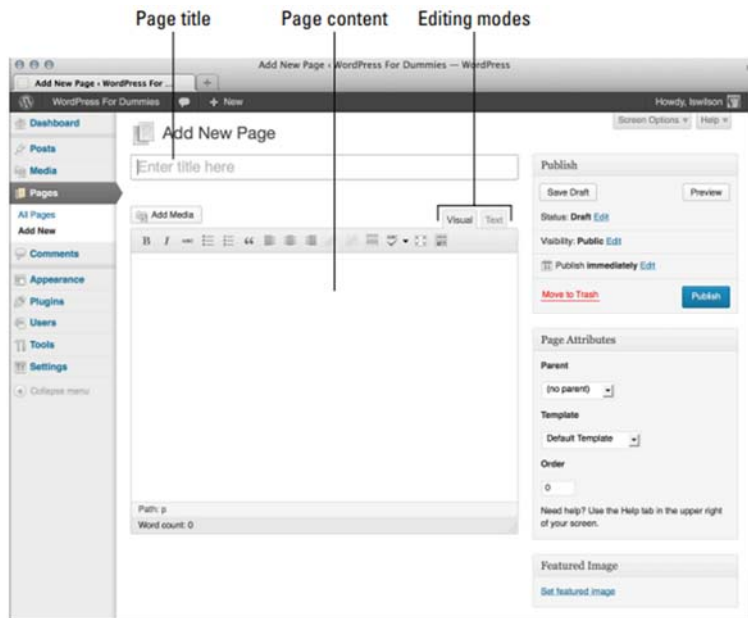 Page title Page content Editing modes
Add New Page ‹ WordPress For Dummies — WordPress
Add New Page ‹ WordPress For ... +
WordPress For Dummies + New Howdy, lswilson
Screen Options Help
Dashboard
Posts
Media
Pages
All Pages
Add New
Comments
Appearance
Plugins
Users
Tools
Settings
Collapse menu
Add New Page
Enter title here
Add Media
Visual Text
B I ABC
Path: p
Word count: 0
Publish
Save Draft Preview
Status: Draft Edit
Visibility: Public Edit
Publish immediately Edit
Move to Trash Publish
Page Attributes
Parent
(no parent)
Template
Default Template
Order
0
Need help? Use the Help tab in the upper right
of your screen.
Featured Image
Set featured image